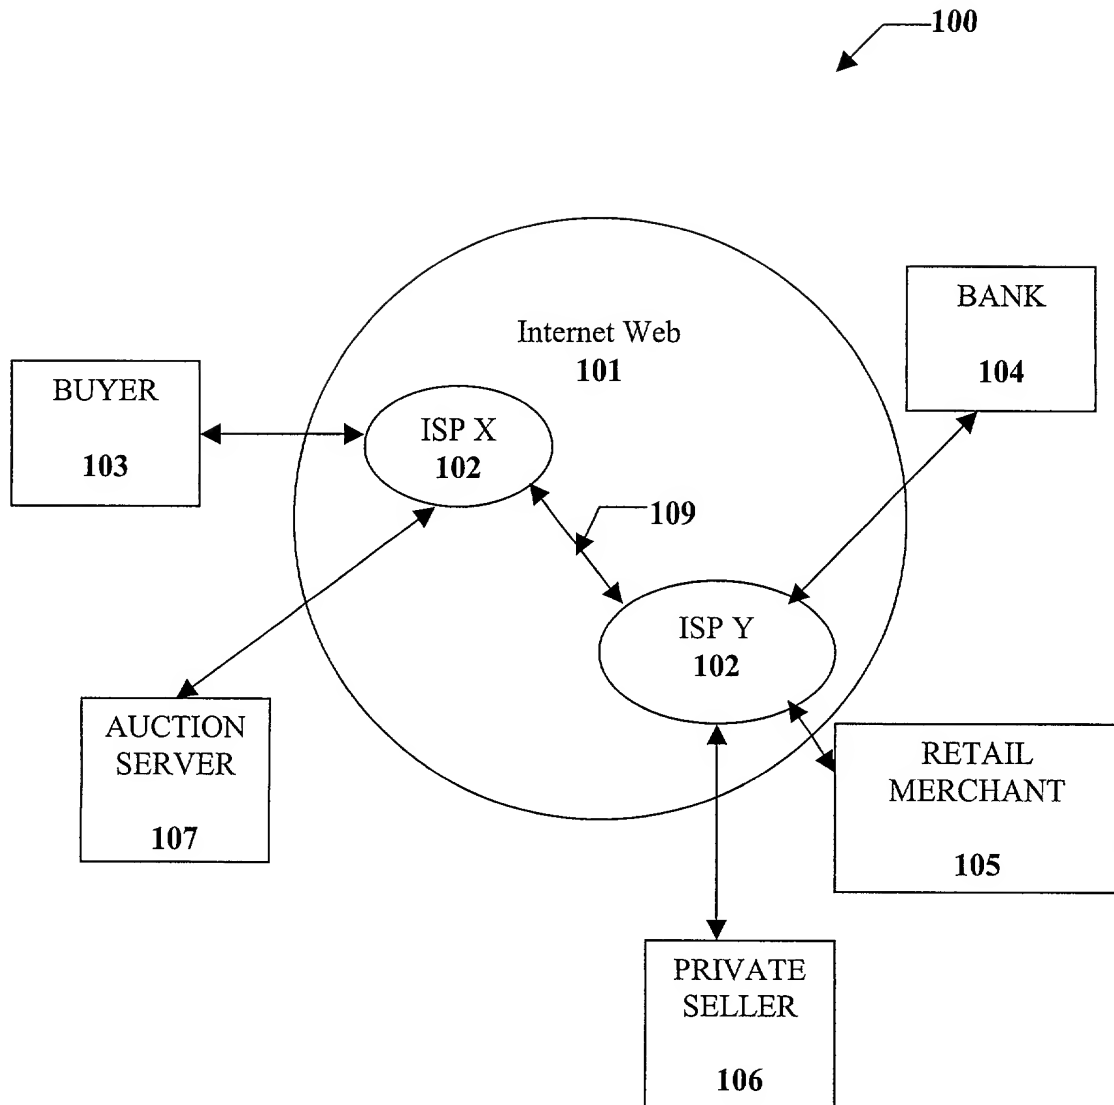 100
Internet Web
101
BANK
104
BUYER
103
ISP X
102
109
ISP Y
102
AUCTION
SERVER
107
RETAIL
MERCHANT
105
PRIVATE
SELLER
106